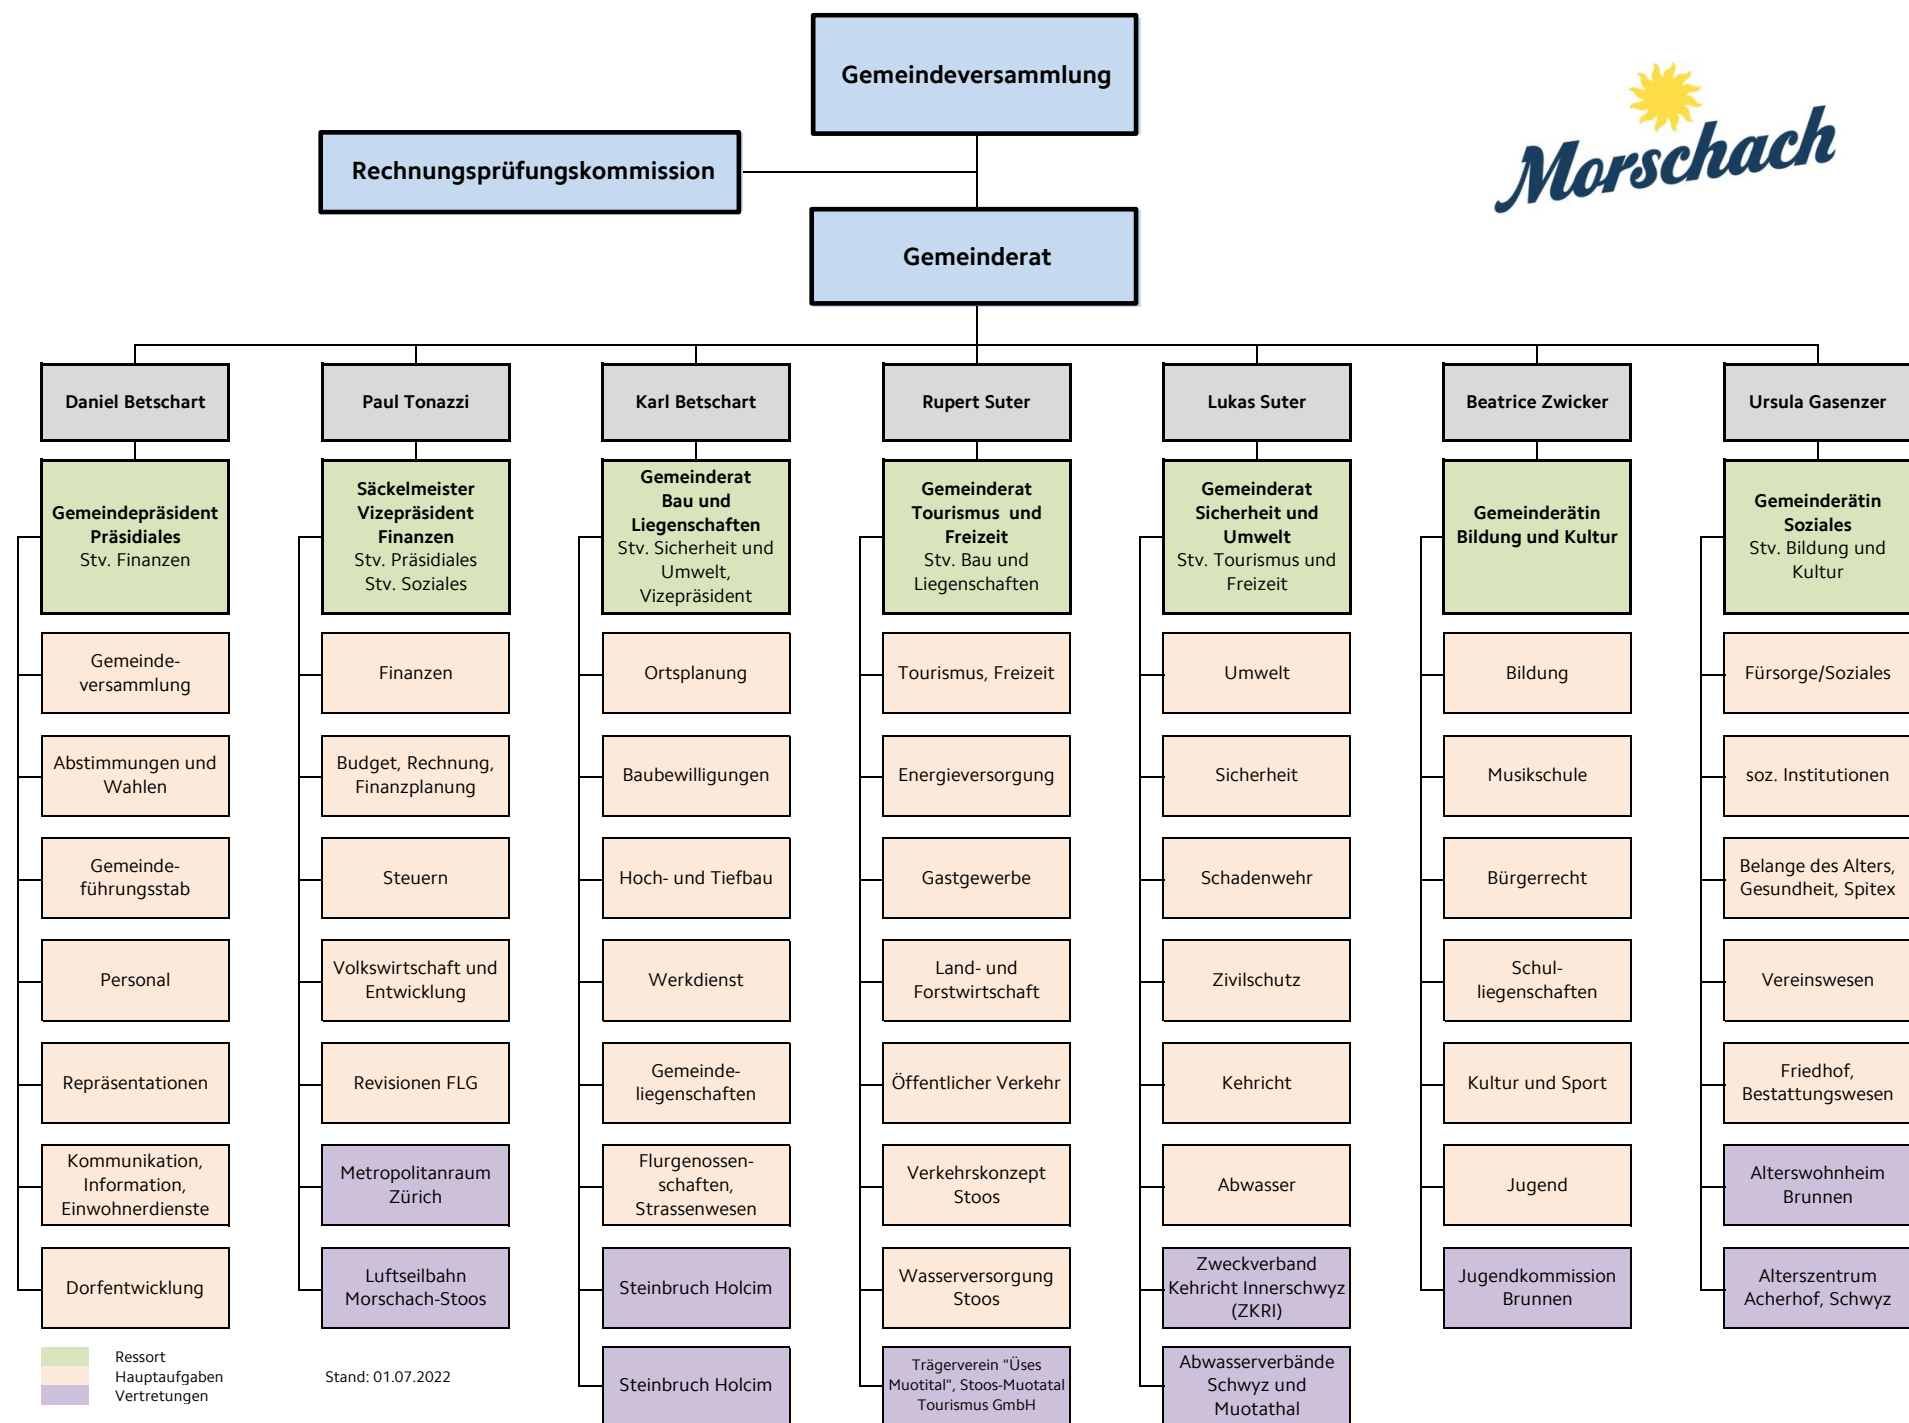 Gemeindeversammlung
Morschach
Rechnungsprüfungskommission
Gemeinderat
Daniel Betschart
Paul Tonazzi
Karl Betschart
Rupert Suter
Lukas Suter
Beatrice Zwicker
Ursula Gasenzer
Gemeindepräsident
Präsidiales
Stv. Finanzen
Säckelmeister
Vizepräsident
Finanzen
Stv. Präsidiales
Stv. Soziales
Gemeinderat
Bau und
Liegenschaften
Stv. Sicherheit und
Umwelt,
Vizepräsident
Gemeinderat
Tourismus und
Freizeit
Stv. Bau und
Liegenschaften
Gemeinderat
Sicherheit und
Umwelt
Stv. Tourismus und
Freizeit
Gemeinderätin
Bildung und Kultur
Gemeinderätin
Soziales
Stv. Bildung und
Kultur
Gemeinde-
versammlung
Finanzen
Ortsplanung
Tourismus, Freizeit
Umwelt
Bildung
Fürsorge/Soziales
Abstimmungen und
Wahlen
Budget, Rechnung,
Finanzplanung
Baubewilligungen
Energieversorgung
Sicherheit
Musikschule
soz. Institutionen
Gemeinde-
führungsstab
Steuern
Hoch- und Tiefbau
Gastgewerbe
Schadenwehr
Bürgerrecht
Belange des Alters,
Gesundheit, Spitex
Personal
Volkswirtschaft und
Entwicklung
Werkdienst
Land- und
Forstwirtschaft
Zivilschutz
Schul-
liegenschaften
Vereinswesen
Repräsentationen
Revisionen FLG
Gemeinde-
liegenschaften
Öffentlicher Verkehr
Kehricht
Kultur und Sport
Friedhof,
Bestattungswesen
Kommunikation,
Information,
Einwohnerdienste
Metropolitanraum
Zürich
Flurgenossen-
schaften,
Strassenwesen
Verkehrskonzept
Stoos
Abwasser
Jugend
Alterswohnheim
Brunnen
Dorfentwicklung
Luftseilbahn
Morschach-Stoos
Steinbruch Holcim
Wasserversorgung
Stoos
Zweckverband
Kehricht Innerschwyz
(ZKRI)
Jugendkommission
Brunnen
Alterszentrum
Acherhof, Schwyz
Ressort
Hauptaufgaben
Vertretungen
Stand: 01.07.2022
Steinbruch Holcim
Trägerverein "Üses
Muotital", Stoos-Muotatal
Tourismus GmbH
Abwasserverbände
Schwyz und
Muotathal